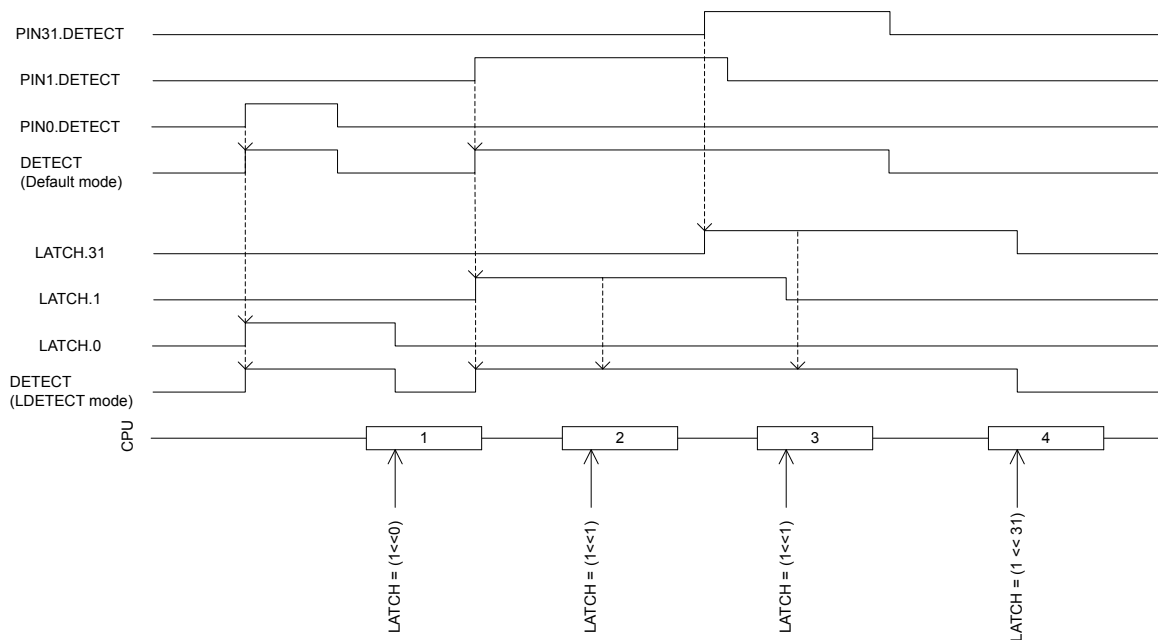 PIN31.DETECT
PIN1.DETECT
PIN0.DETECT
DETECT
(Default mode)
LATCH.31
LATCH.1
LATCH.0
DETECT
(LDETECT mode)
CPU
1
2
3
4
LATCH = (1<<0)
LATCH = (1<<1)
LATCH = (1<<1)
LATCH = (1 << 31)